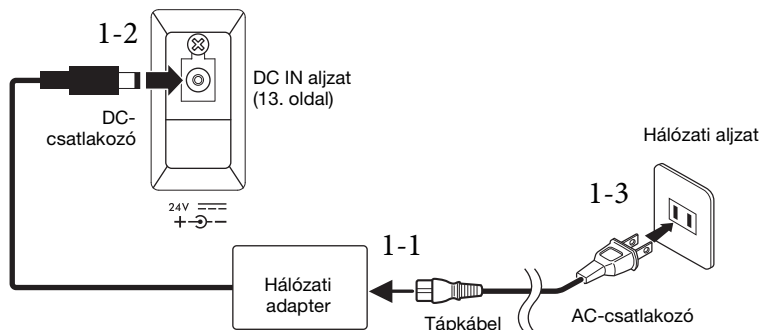 1-2
DC IN aljzat
(13. oldal)
DC-
csatlakozó
Hálózati aljzat
24V
+ -
1-3
1-1
Hálózati
adapter
Tápkábel
AC-csatlakozó